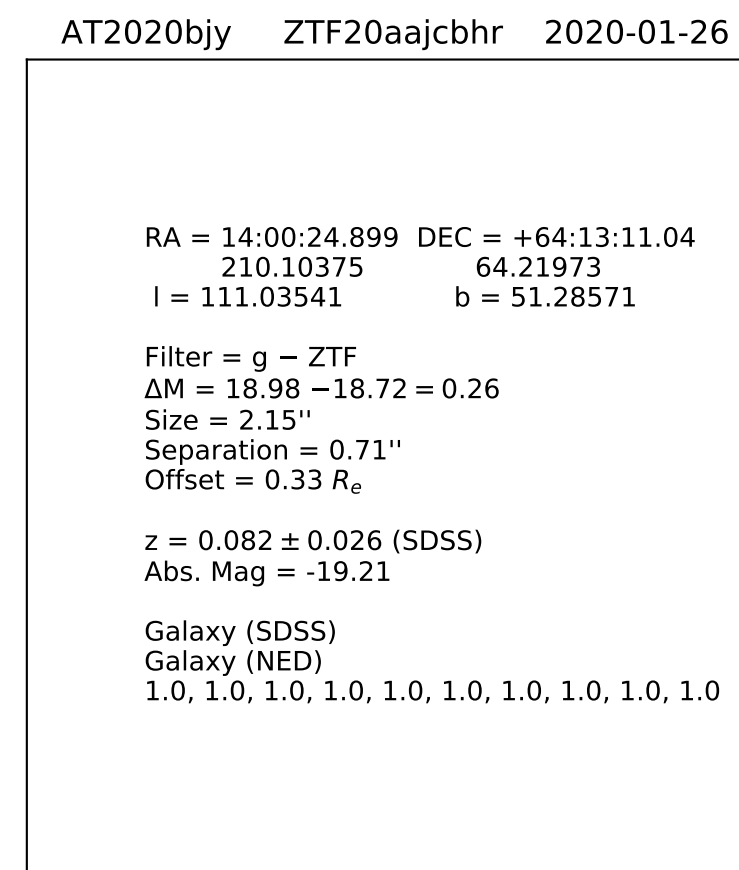 AT2020bjy ZTF20aajcbhr 2020-01-26
RA = 14:00:24.899 DEC = +64:13:11.04
210.10375 64.21973
l = 111.03541 b = 51.28571
Filter = g − ZTF
ΔM = 18.98 −18.72 = 0.26
Size = 2.15''
Separation = 0.71''
Offset = 0.33 Re
z = 0.082 ± 0.026 (SDSS)
Abs. Mag = -19.21
Galaxy (SDSS)
Galaxy (NED)
1.0, 1.0, 1.0, 1.0, 1.0, 1.0, 1.0, 1.0, 1.0, 1.0